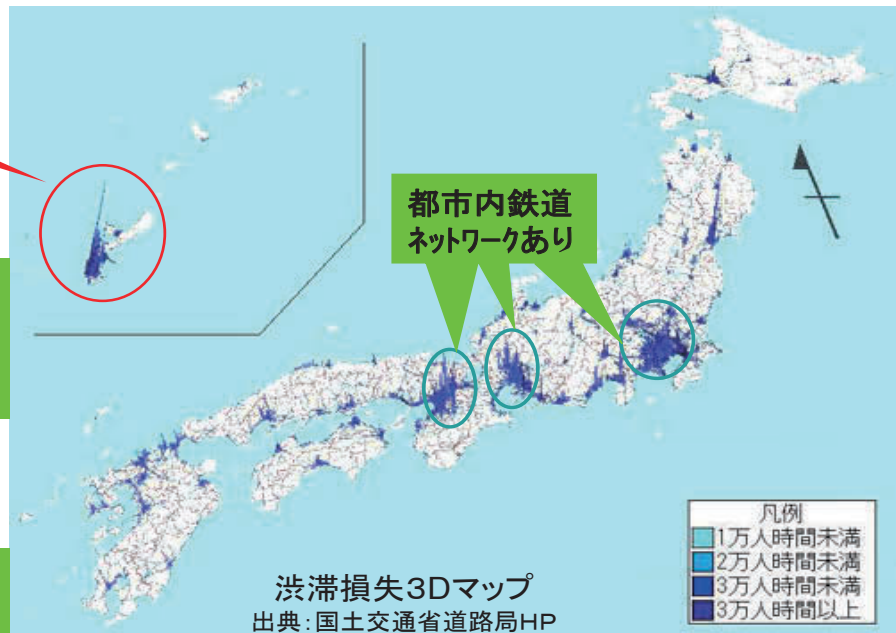 都市内鉄道
ネットワークあり
凡例
1万人時間未満
2万人時間未満
3万人時間未満
3万人時間以上
渋滞損失3Dマップ
出典:国土交通省道路局HP